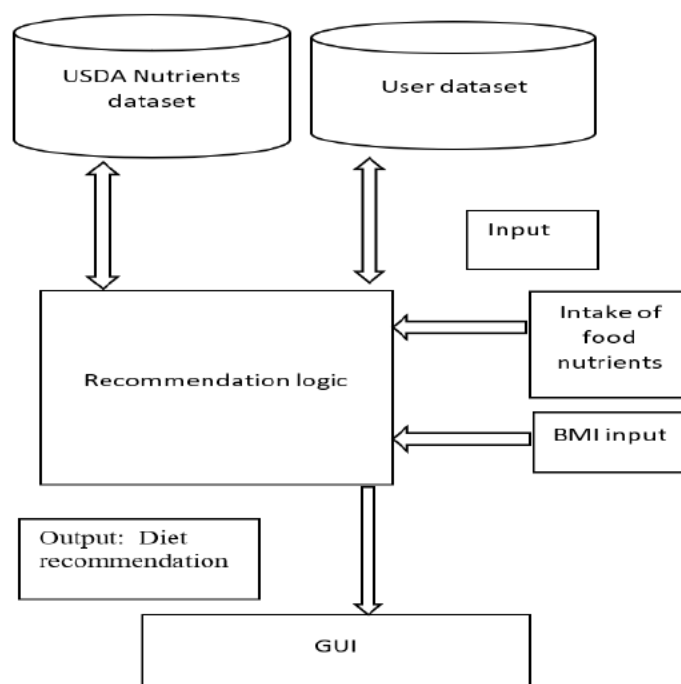 USDA Nutrients
dataset
User dataset
Input
Intake of
food
nutrients
Recommendation logic
BMI input
Output: Diet
recommendation
GUI